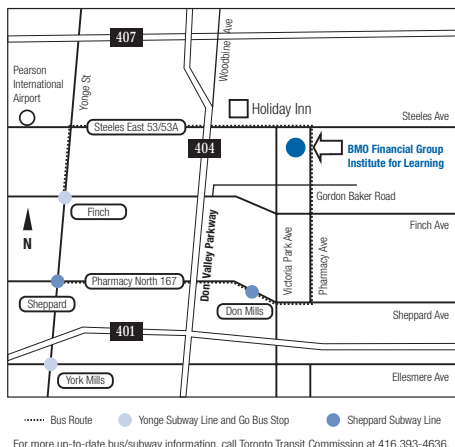 407
Woodbine Ave
Yonge St
Pearson
International
Airport
Holiday Inn
Steeles Ave
Steeles East 53/53A
404
BMO Financial Group
Institute for Learning
Gordon Baker Road
Finch
Finch Ave
N
Don Valley Parkway
Victoria Park Ave
Pharmacy Ave
Pharmacy North 167
Sheppard
Don Mills
Sheppard Ave
401
York Mills
Ellesmere Ave
Bus Route
Yonge Subway Line and Go Bus Stop
Sheppard Subway Line
For more up-to-date bus/subway information, call Toronto Transit Commission at 416 393-4636.